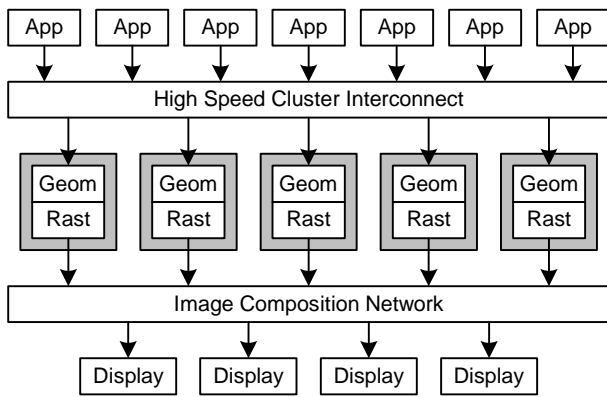 App App App App App App App
High Speed Cluster Interconnect
Geom Geom Geom Geom Geom
Rast Rast Rast Rast Rast
Image Composition Network
Display Display Display Display